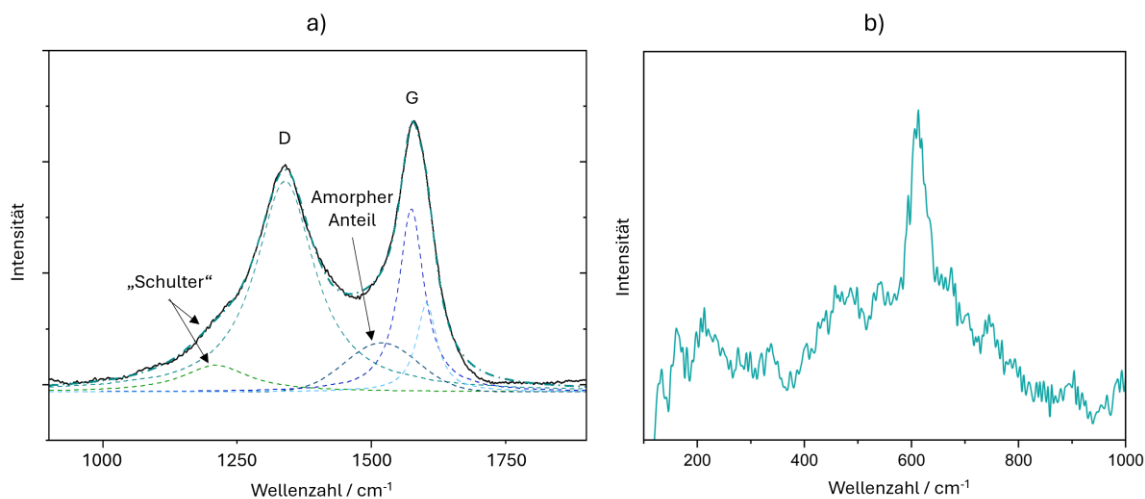 a)
b)
G
D
Amorpher
Anteil
„Schulter“
Intensität
1000 1250 1500 1750
Wellenzahl / cm⁻¹
Intensität
200 400 600 800 1000
Wellenzahl / cm⁻¹